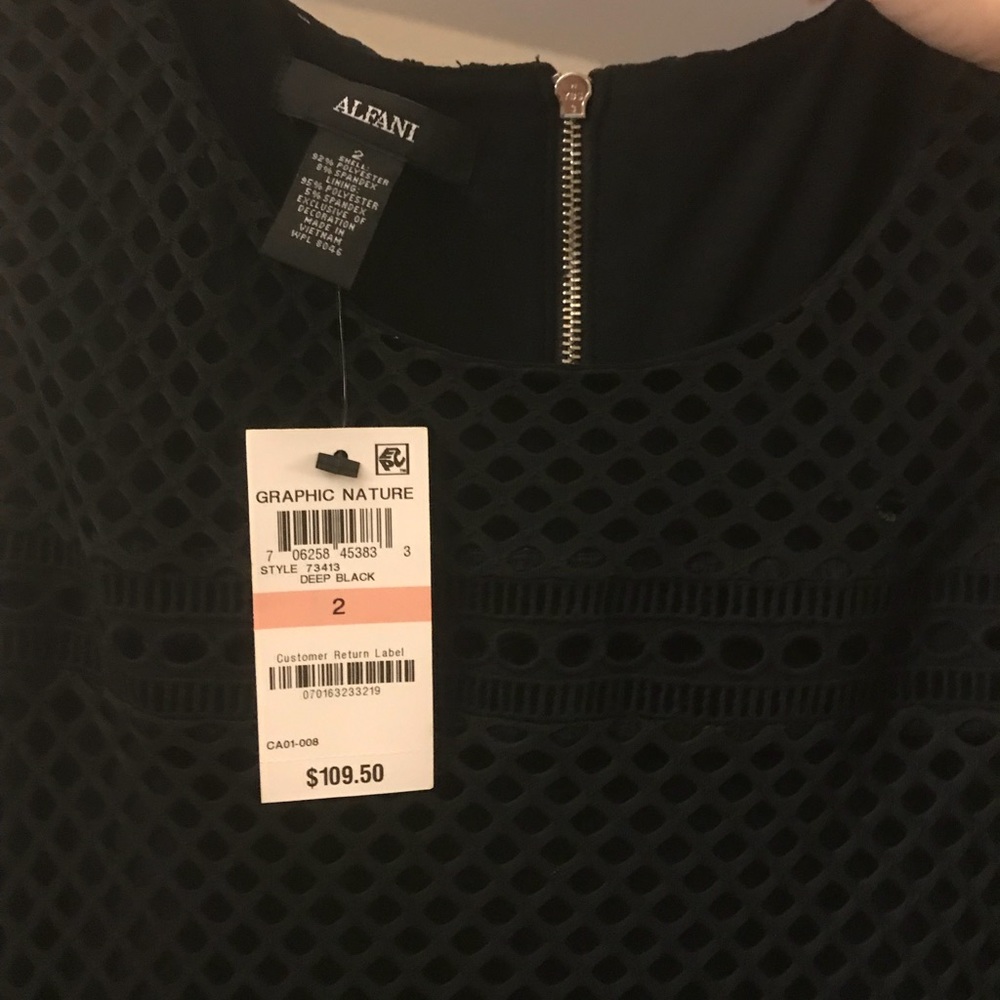 ALFANI
2
SHELL:
92% POLYESTER
8% SPANDEX
LINING:
95% POLYESTER
5% SPANDEX
EXCLUSIVE OF
DECORATION
MADE IN
VIETNAM
WPL 8046
GRAPHIC NATURE
7 06258 45383 3
STYLE 73413
DEEP BLACK
2
Customer Return Label
070163233219
CA01-008
$109.50